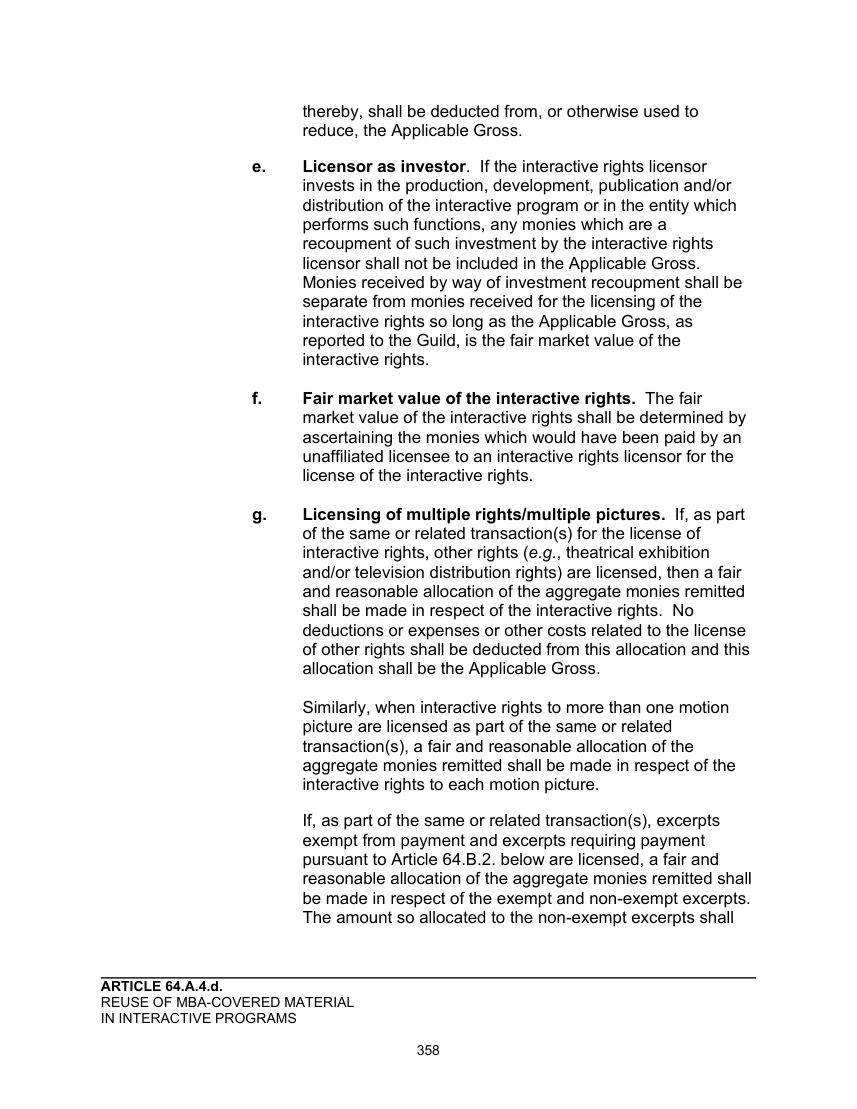 thereby, shall be deducted from, or otherwise used to
reduce, the Applicable Gross.
e. Licensor as investor. If the interactive rights licensor
invests in the production, development, publication and/or
distribution of the interactive program or in the entity which
performs such functions, any monies which are a
recoupment of such investment by the interactive rights
licensor shall not be included in the Applicable Gross.
Monies received by way of investment recoupment shall be
separate from monies received for the licensing of the
interactive rights so long as the Applicable Gross, as
reported to the Guild, is the fair market value of the
interactive rights.
f. Fair market value of the interactive rights. The fair
market value of the interactive rights shall be determined by
ascertaining the monies which would have been paid by an
unaffiliated licensee to an interactive rights licensor for the
license of the interactive rights.
g. Licensing of multiple rights/multiple pictures. If, as part
of the same or related transaction(s) for the license of
interactive rights, other rights (e.g., theatrical exhibition
and/or television distribution rights) are licensed, then a fair
and reasonable allocation of the aggregate monies remitted
shall be made in respect of the interactive rights. No
deductions or expenses or other costs related to the license
of other rights shall be deducted from this allocation and this
allocation shall be the Applicable Gross.
Similarly, when interactive rights to more than one motion
picture are licensed as part of the same or related
transaction(s), a fair and reasonable allocation of the
aggregate monies remitted shall be made in respect of the
interactive rights to each motion picture.
If, as part of the same or related transaction(s), excerpts
exempt from payment and excerpts requiring payment
pursuant to Article 64.B.2. below are licensed, a fair and
reasonable allocation of the aggregate monies remitted shall
be made in respect of the exempt and non-exempt excerpts.
The amount so allocated to the non-exempt excerpts shall
ARTICLE 64.A.4.d.
REUSE OF MBA-COVERED MATERIAL
IN INTERACTIVE PROGRAMS
358